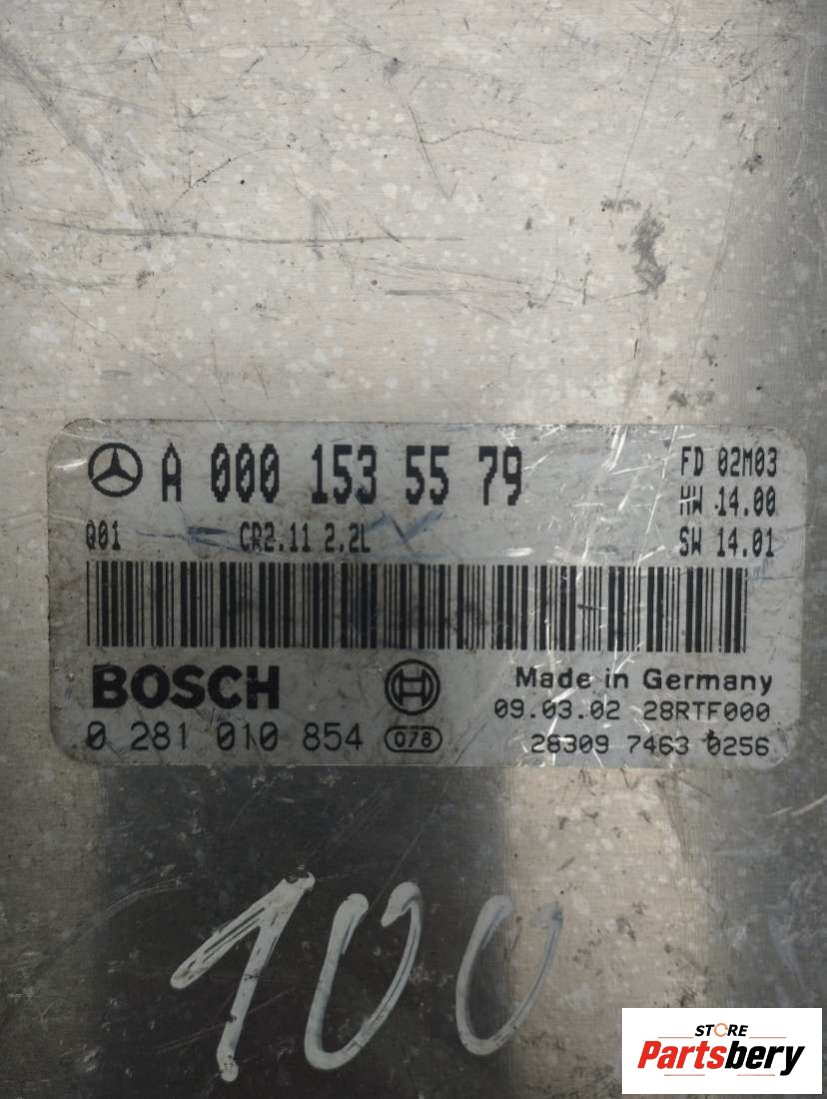 A 000 153 55 79
FD 02M03
HW 14.00
Q01 CR2.11 2.2L
SW 14.01
BOSCH
Made in Germany
09.03.02 28RTF000
0 281 010 854 078
28309 7463 0256
100
STORE
Partsbery